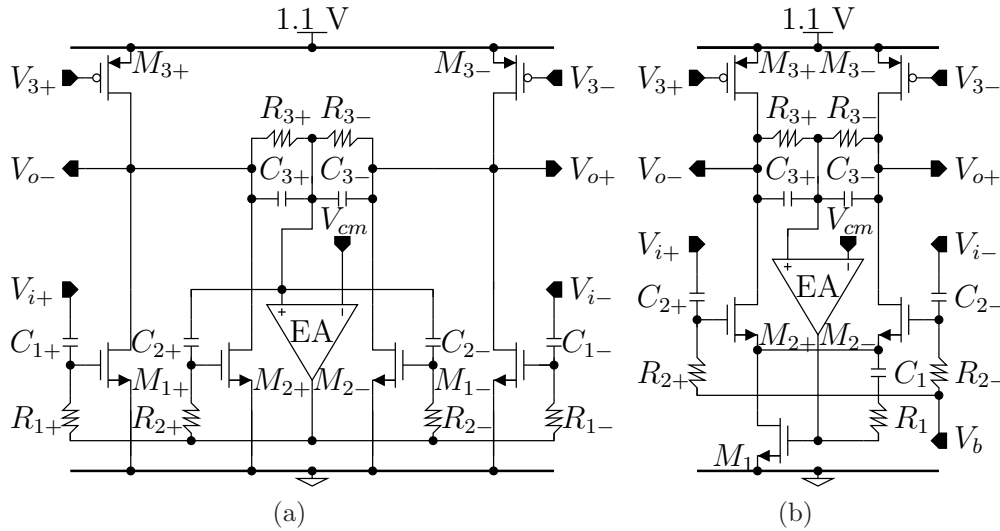 1.1 V 1.1 V
V3+ M3+ M3− V3− V3+ M3+ M3− V3−
R3+ R3− R3+ R3−
Vo− Vo+ Vo− Vo+
C3+ C3− C3+ C3−
Vcm Vcm
Vi+ Vi− Vi+ Vi−
+ − + −
EA EA
C1+ C2+ C2− C1− C2+ C2−
M1+ M2+ M2− M1− M2+ M2−
R1+ R2+ R2− R1− R2+ C1 R2−
R1
M1 Vb
(a) (b)